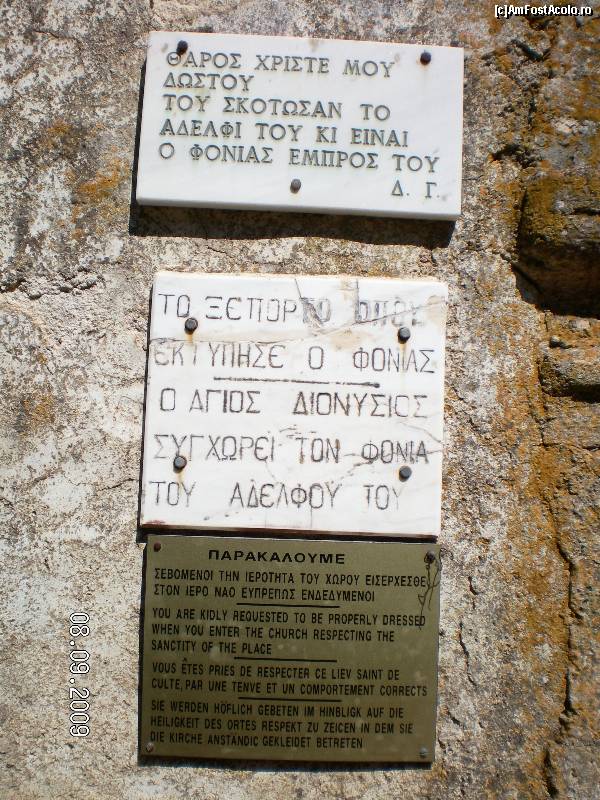 [c]AmFostAcolo.ro
ΘΑΡΟΣ ΧΡΙΣΤΕ ΜΟΥ
ΔΩΣΤΟΥ
ΤΟΥ ΣΚΟΤΩΣΑΝ ΤΟ
ΑΔΕΛΦΙ ΤΟΥ ΚΙ ΕΙΝΑΙ
Ο ΦΟΝΙΑΣ ΕΜΠΡΟΣ ΤΟΥ
Δ. Γ.
ΤΟ ΞΕΠΟΡΤΟ ΟΠΟΥ
ΕΚΤΥΠΗΣΕ Ο ΦΟΝΙΑΣ
Ο ΑΓΙΟΣ ΔΙΟΝΥΣΙΟΣ
ΣΥΓΧΩΡΕΙ ΤΟΝ ΦΟΝΙΑ
ΤΟΥ ΑΔΕΛΦΟΥ ΤΟΥ
ΠΑΡΑΚΑΛΟΥΜΕ
ΣΕΒΟΜΕΝΟΙ ΤΗΝ ΙΕΡΟΤΗΤΑ ΤΟΥ ΧΩΡΟΥ ΕΙΣΕΡΧΕΣΘΕ
ΣΤΟΝ ΙΕΡΟ ΝΑΟ ΕΥΠΡΕΠΩΣ ΕΝΔΕΔΥΜΕΝΟΙ
YOU ARE KIDLY REQUESTED TO BE PROPERLY DRESSED
WHEN YOU ENTER THE CHURCH RESPECTING THE
SANCTITY OF THE PLACE
VOUS ÊTES PRIES DE RESPECTER CE LIEV SAINT DE
CULTE, PAR UNE TENVE ET UN COMPORTEMENT CORRECTS
SIE WERDEN HÖFLICH GEBETEN IM HINBLIGK AUF DIE
HEILIGKEIT DES ORTES RESPEKT ZU ZEICEN IN DEM SIE
DIE KIRCHE ANSTÄNDIC GEKLEIDET BETRETEN
08.09.2009